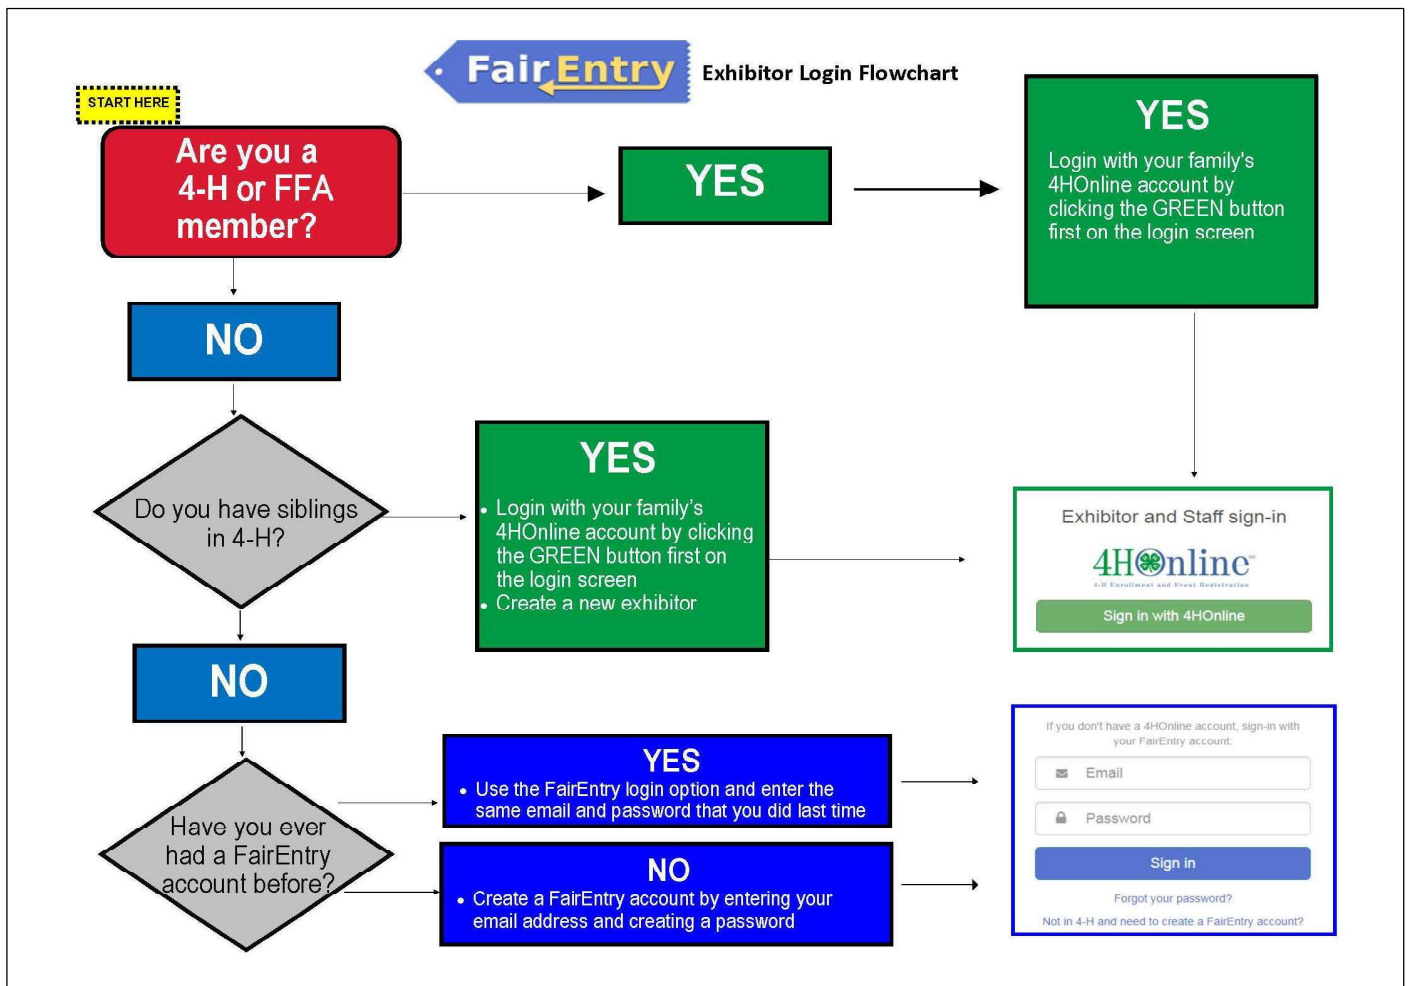 FairEntry
Exhibitor Login Flowchart
START HERE
Are you a
4-H or FFA
member?
YES
YES
Login with your family's
4HOnline account by
clicking the GREEN button
first on the login screen
NO
Do you have siblings
in 4-H?
YES
• Login with your family's
4HOnline account by clicking
the GREEN button first on
the login screen
• Create a new exhibitor
Exhibitor and Staff sign-in
4HOnline
4-H Enrollment and Event Registration
Sign in with 4HOnline
NO
Have you ever
had a FairEntry
account before?
YES
• Use the FairEntry login option and enter the
same email and password that you did last time
NO
• Create a FairEntry account by entering your
email address and creating a password
If you don't have a 4HOnline account, sign-in with
your FairEntry account:
Email
Password
Sign in
Forgot your password?
Not in 4-H and need to create a FairEntry account?